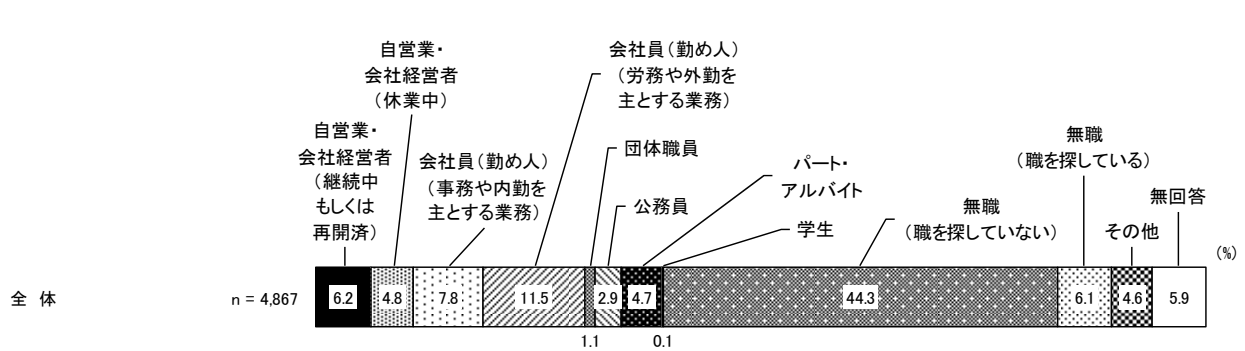 自営業・
会社経営者
（休業中）
会社員（勤め人）
（労務や外勤を
主とする業務）
自営業・
会社経営者
（継続中
もしくは
再開済）
会社員（勤め人）
（事務や内勤を
主とする業務）
団体職員
公務員
パート・
アルバイト
学生
無職
（職を探していない）
無職
（職を探している）
その他
無回答
(%)
全 体 n = 4,867 6.2 4.8 7.8 11.5 2.9 4.7 44.3 6.1 4.6 5.9
1.1 0.1